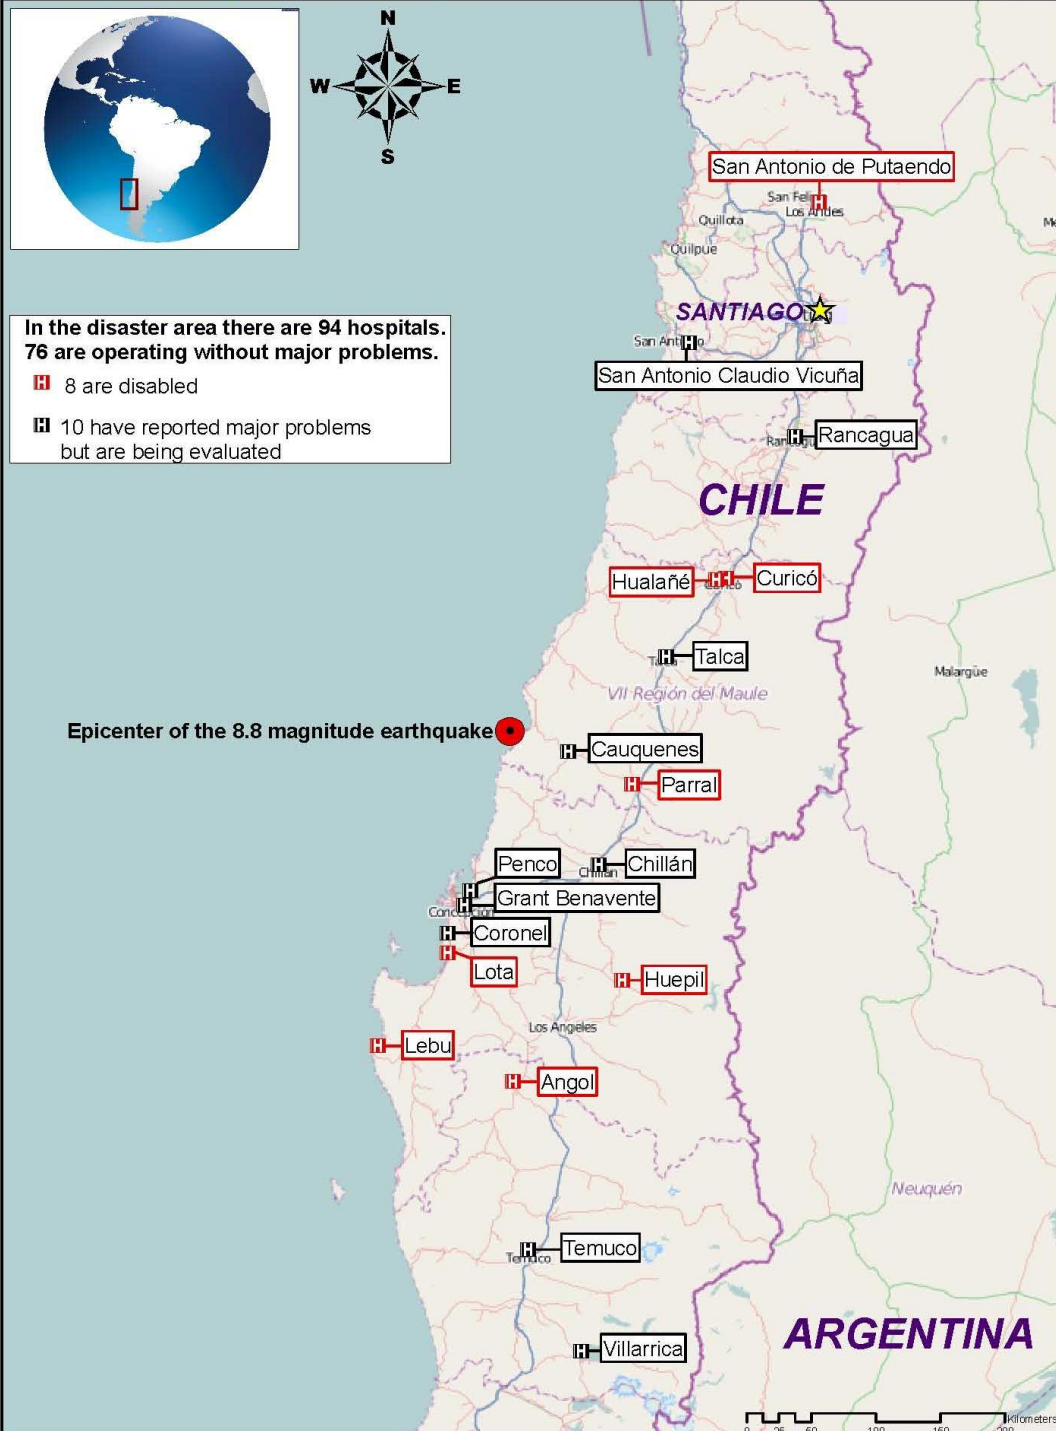 N
W E
S
San Antonio de Putaendo
Los Andes
Quillota
Quilpue
SANTIAGO
In the disaster area there are 94 hospitals.
76 are operating without major problems.
H 8 are disabled
H 10 have reported major problems
but are being evaluated
San Antonio Claudio Vicuña
Rancagua
CHILE
Hualañé
Curicó
Talca
Malargüe
VII Región del Maule
Epicenter of the 8.8 magnitude earthquake
Cauquenes
Parral
Penco
Chillán
Grant Benavente
Concepción
Coronel
Lota
Huepil
Los Angeles
Lebu
Angol
Neuquén
Temuco
Temuco
ARGENTINA
Villarrica
Kilometers